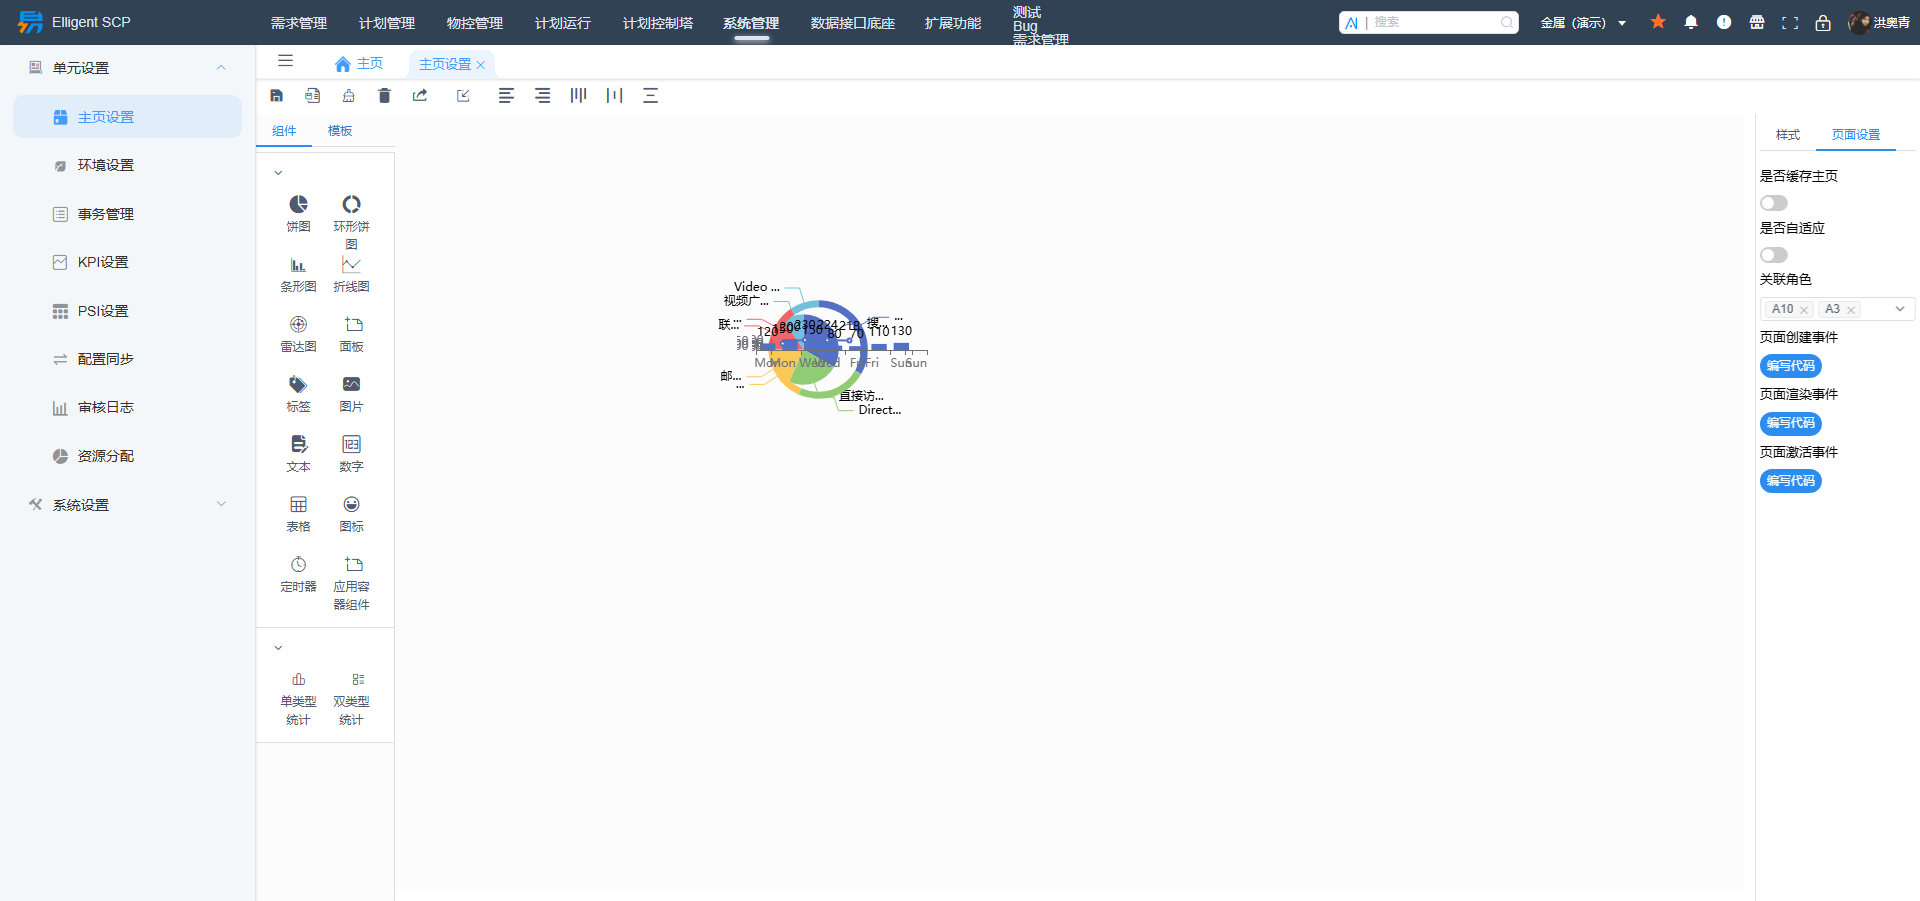 Elligent SCP
需求管理
计划管理
物控管理
计划运行
计划控制塔
系统管理
数据接口底座
扩展功能
测试
Bug
需求管理
搜索
金属（演示）
洪奥青
单元设置
主页设置
环境设置
事务管理
KPI设置
PSI设置
配置同步
审核日志
资源分配
系统设置
主页
主页设置
组件
模板
饼图
环形饼
图
条形图
折线图
雷达图
面板
标签
图片
文本
数字
表格
图标
定时器
应用容
器组件
单类型
统计
双类型
统计
Video ...
视频广...
联...
搜...
120
200
150
230
224
218
80
70
110
130
Mon
Mon
Wed
Fri
Fri
Sun
Sun
邮...
...
直接访...
Direct...
样式
页面设置
是否缓存主页
是否自适应
关联角色
A10
A3
页面创建事件
编写代码
页面渲染事件
编写代码
页面激活事件
编写代码